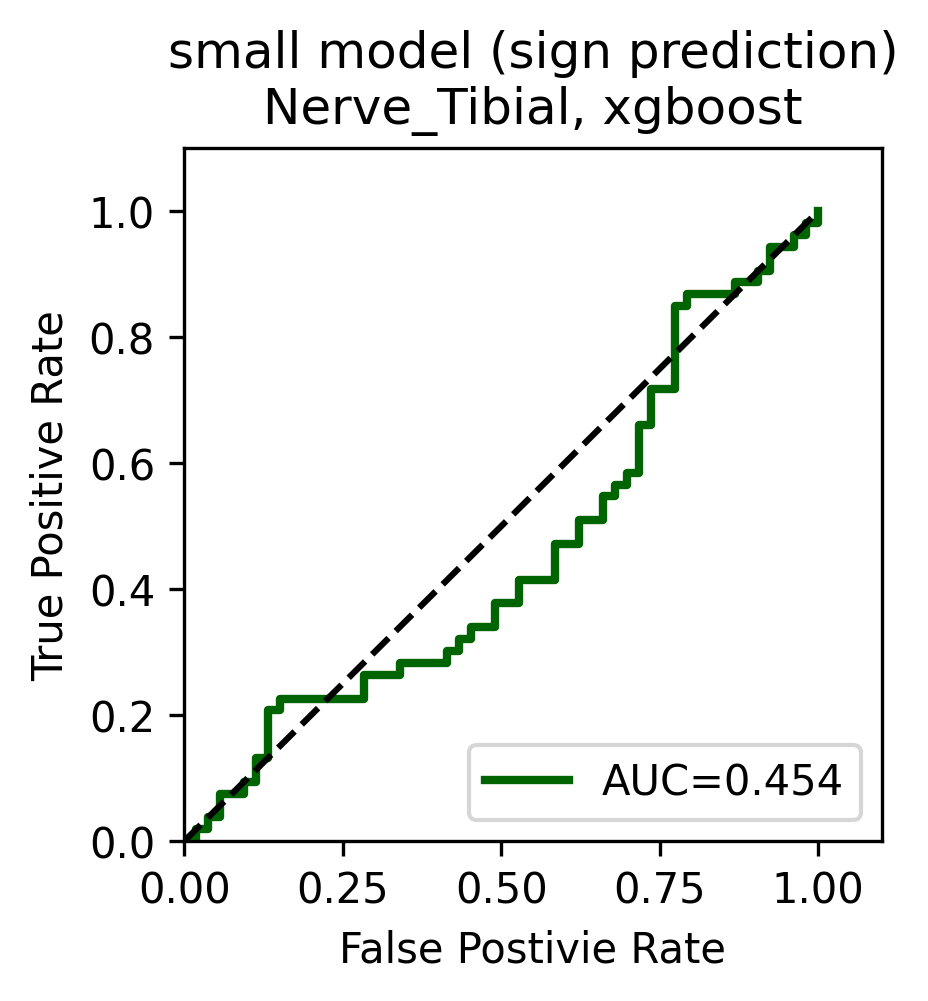 small model (sign prediction)
Nerve_Tibial, xgboost
1.0
0.8
0.6
0.4
0.2
0.0
True Positive Rate
AUC=0.454
0.00 0.25 0.50 0.75 1.00
False Postivie Rate